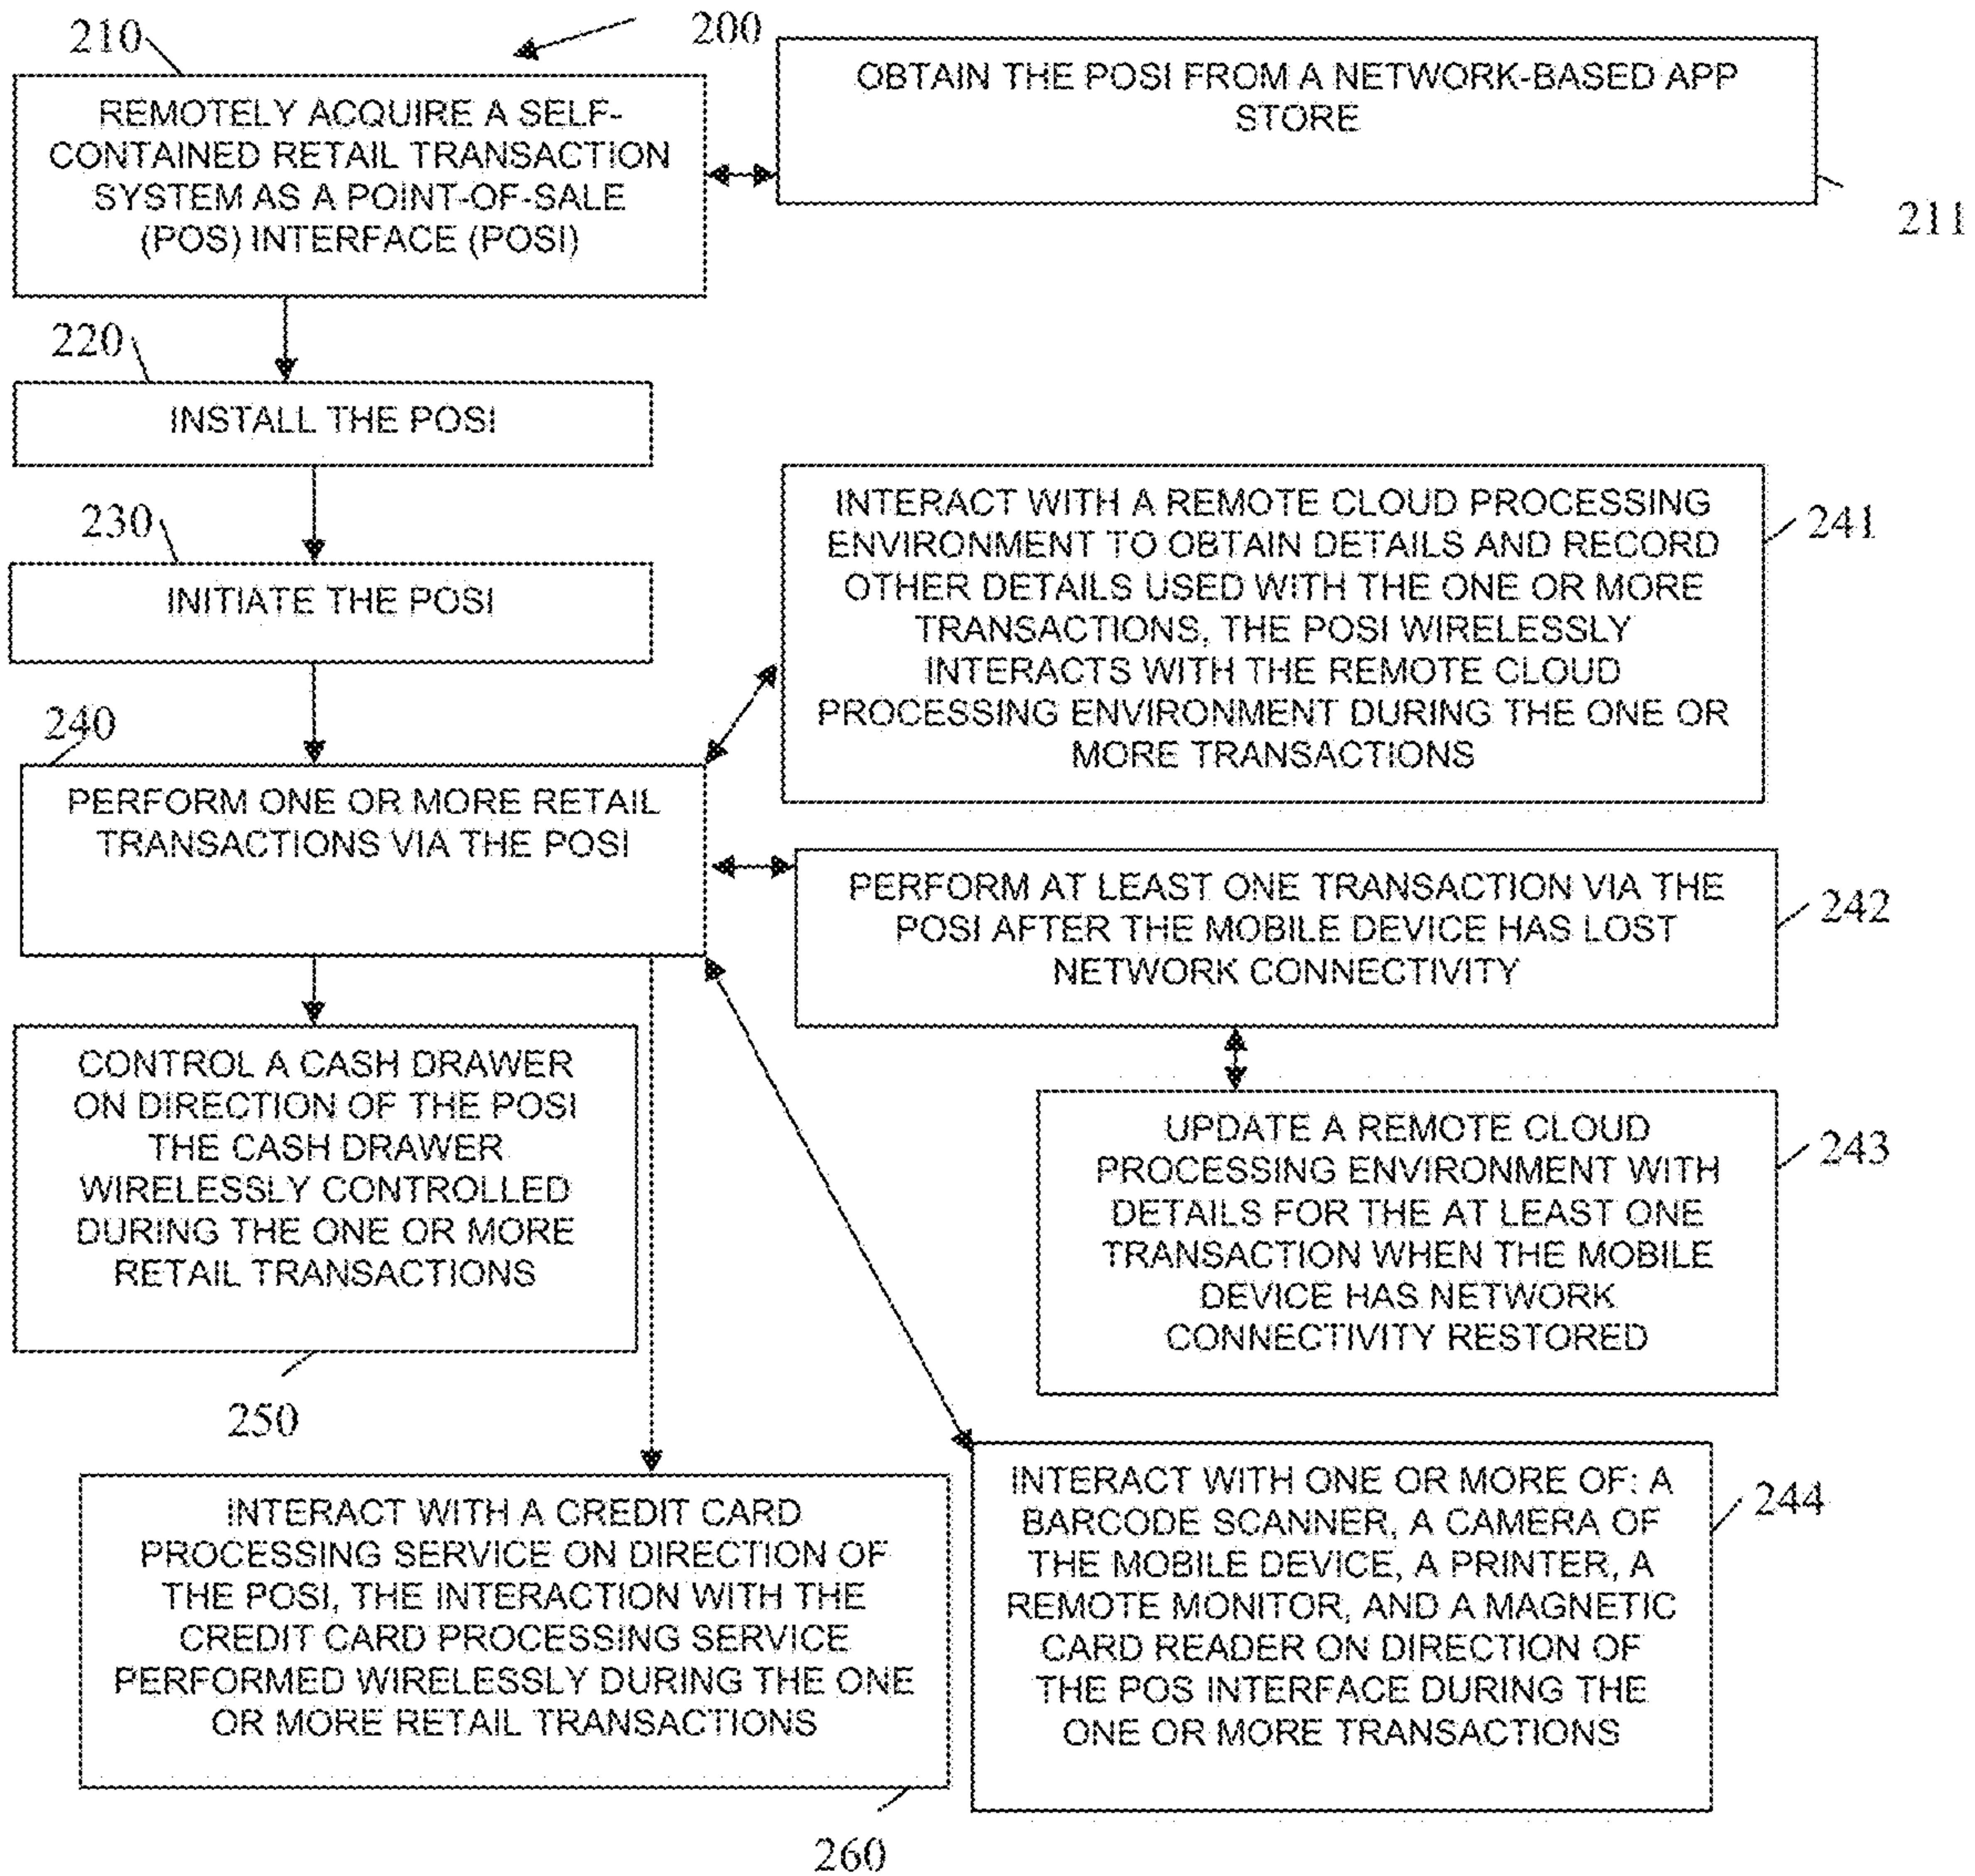 200
210
REMOTELY ACQUIRE A SELF-
CONTAINED RETAIL TRANSACTION
SYSTEM AS A POINT-OF-SALE
(POS) INTERFACE (POSI)
OBTAIN THE POSI FROM A NETWORK-BASED APP
STORE
211
220
INSTALL THE POSI
230
INITIATE THE POSI
240
PERFORM ONE OR MORE RETAIL
TRANSACTIONS VIA THE POSI
INTERACT WITH A REMOTE CLOUD PROCESSING
ENVIRONMENT TO OBTAIN DETAILS AND RECORD
OTHER DETAILS USED WITH THE ONE OR MORE
TRANSACTIONS, THE POSI WIRELESSLY
INTERACTS WITH THE REMOTE CLOUD
PROCESSING ENVIRONMENT DURING THE ONE OR
MORE TRANSACTIONS
241
PERFORM AT LEAST ONE TRANSACTION VIA THE
POSI AFTER THE MOBILE DEVICE HAS LOST
NETWORK CONNECTIVITY
242
UPDATE A REMOTE CLOUD
PROCESSING ENVIRONMENT WITH
DETAILS FOR THE AT LEAST ONE
TRANSACTION WHEN THE MOBILE
DEVICE HAS NETWORK
CONNECTIVITY RESTORED
243
CONTROL A CASH DRAWER
ON DIRECTION OF THE POSI
THE CASH DRAWER
WIRELESSLY CONTROLLED
DURING THE ONE OR MORE
RETAIL TRANSACTIONS
250
INTERACT WITH A CREDIT CARD
PROCESSING SERVICE ON DIRECTION OF
THE POSI, THE INTERACTION WITH THE
CREDIT CARD PROCESSING SERVICE
PERFORMED WIRELESSLY DURING THE ONE
OR MORE RETAIL TRANSACTIONS
260
INTERACT WITH ONE OR MORE OF: A
BARCODE SCANNER, A CAMERA OF
THE MOBILE DEVICE, A PRINTER, A
REMOTE MONITOR, AND A MAGNETIC
CARD READER ON DIRECTION OF
THE POS INTERFACE DURING THE
ONE OR MORE TRANSACTIONS
244